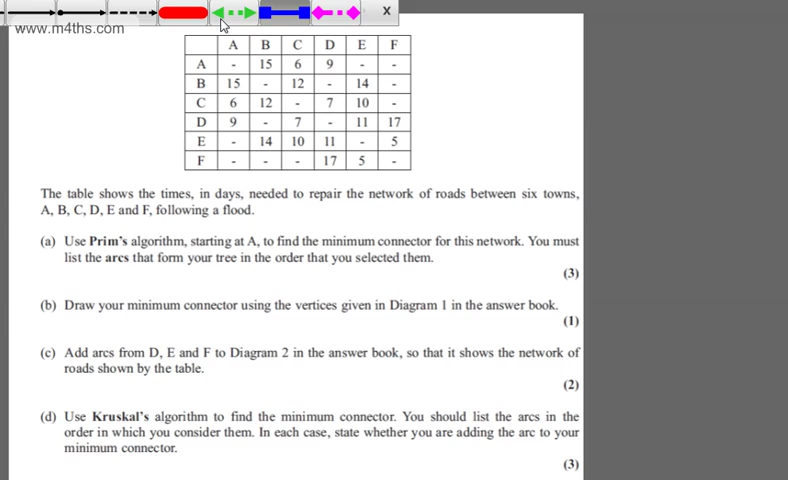 X
www.m4ths.com
A B C D E F
A - 15 6 9 - -
B 15 - 12 - 14 -
C 6 12 - 7 10 -
D 9 - 7 - 11 17
E - 14 10 11 - 5
F - - - 17 5 -
The table shows the times, in days, needed to repair the network of roads between six towns,
A, B, C, D, E and F, following a flood.
(a) Use Prim's algorithm, starting at A, to find the minimum connector for this network. You must
list the arcs that form your tree in the order that you selected them.
(3)
(b) Draw your minimum connector using the vertices given in Diagram 1 in the answer book.
(1)
(c) Add arcs from D, E and F to Diagram 2 in the answer book, so that it shows the network of
roads shown by the table.
(2)
(d) Use Kruskal's algorithm to find the minimum connector. You should list the arcs in the
order in which you consider them. In each case, state whether you are adding the arc to your
minimum connector.
(3)